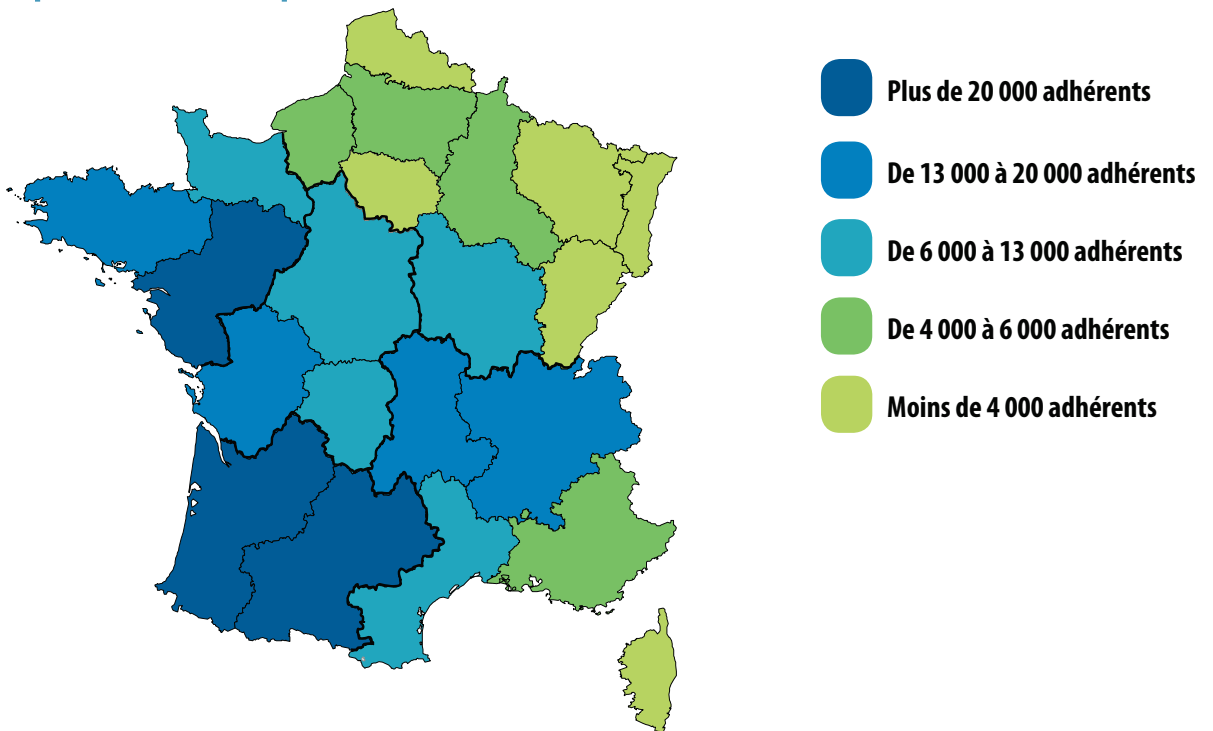 Plus de 20 000 adhérents
De 13 000 à 20 000 adhérents
De 6 000 à 13 000 adhérents
De 4 000 à 6 000 adhérents
Moins de 4 000 adhérents